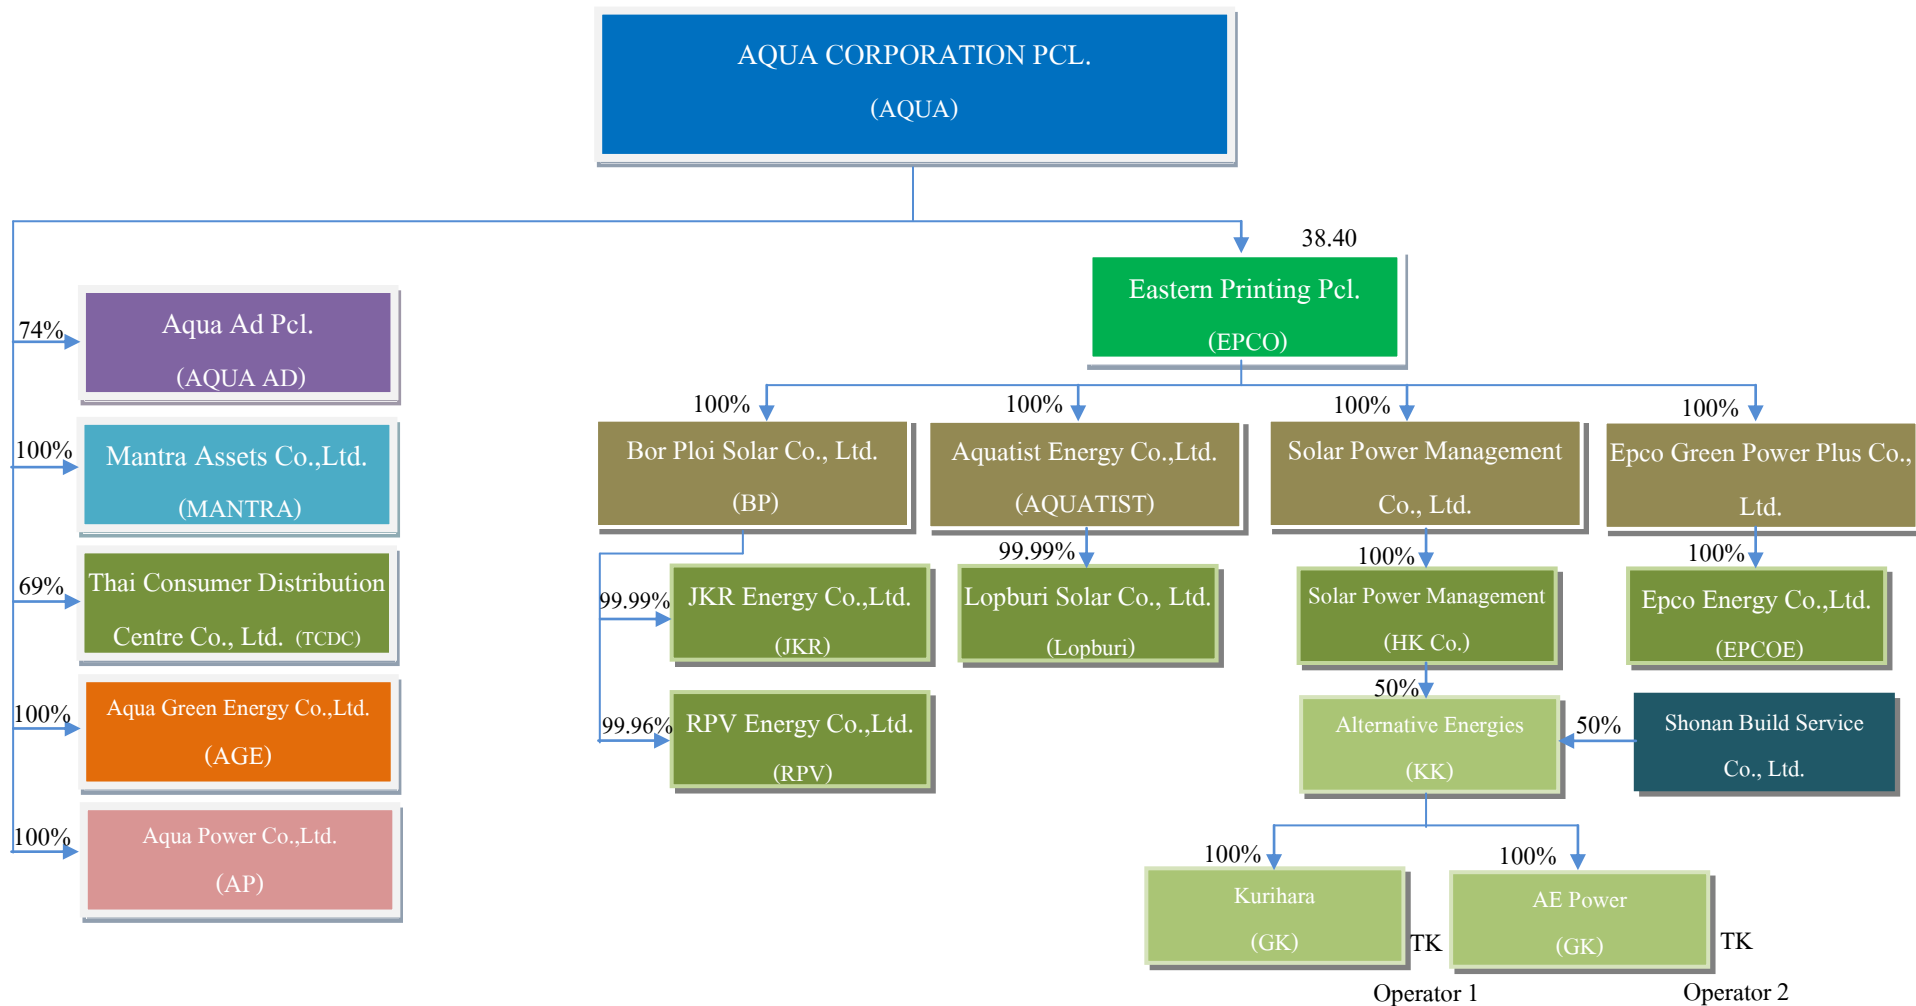 AQUA CORPORATION PCL.
(AQUA)
38.40
Eastern Printing Pcl.
(EPCO)
74%
Aqua Ad Pcl.
(AQUA AD)
100%
Mantra Assets Co.,Ltd.
(MANTRA)
69%
Thai Consumer Distribution
Centre Co., Ltd. (TCDC)
100%
Aqua Green Energy Co.,Ltd.
(AGE)
100%
Aqua Power Co.,Ltd.
(AP)
100%
Bor Ploi Solar Co., Ltd.
(BP)
100%
Aquatist Energy Co.,Ltd.
(AQUATIST)
100%
Solar Power Management
Co., Ltd.
100%
Epco Green Power Plus Co.,
Ltd.
99.99%
JKR Energy Co.,Ltd.
(JKR)
99.96%
RPV Energy Co.,Ltd.
(RPV)
99.99%
Lopburi Solar Co., Ltd.
(Lopburi)
100%
Solar Power Management
(HK Co.)
100%
Epco Energy Co.,Ltd.
(EPCOE)
50%
Alternative Energies
(KK)
50%
Shonan Build Service
Co., Ltd.
100%
Kurihara
(GK)
TK
Operator 1
100%
AE Power
(GK)
TK
Operator 2